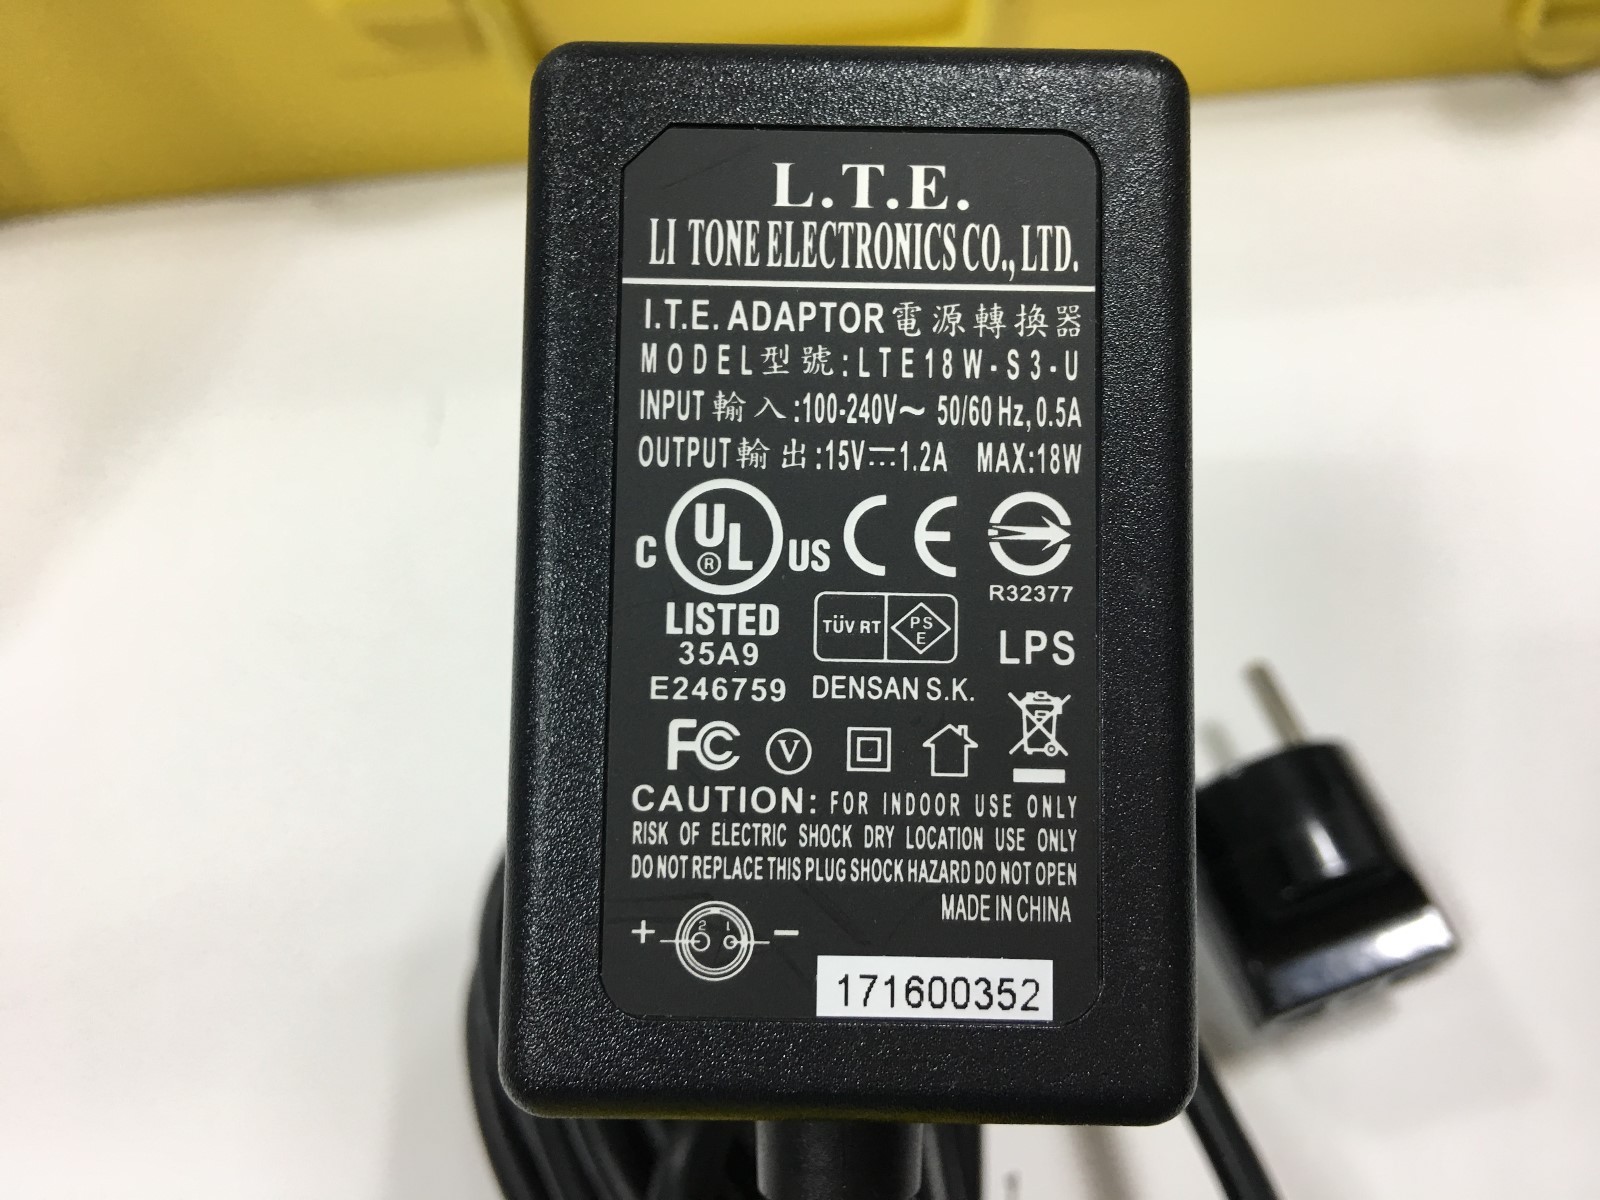 L.T.E.
LI TONE ELECTRONICS CO., LTD.
I.T.E. ADAPTOR 電源轉換器
MODEL 型號:LTE18W-S3-U
INPUT 輸入:100-240V~ 50/60 Hz, 0.5A
OUTPUT 輸出:15V⎓1.2A MAX:18W
C UL ® US CE
R32377
LISTED
35A9
E246759
TÜV RT PS E
DENSAN S.K.
LPS
FC V
CAUTION: FOR INDOOR USE ONLY
RISK OF ELECTRIC SHOCK DRY LOCATION USE ONLY
DO NOT REPLACE THIS PLUG SHOCK HAZARD DO NOT OPEN
MADE IN CHINA
+ 2 1 −
171600352